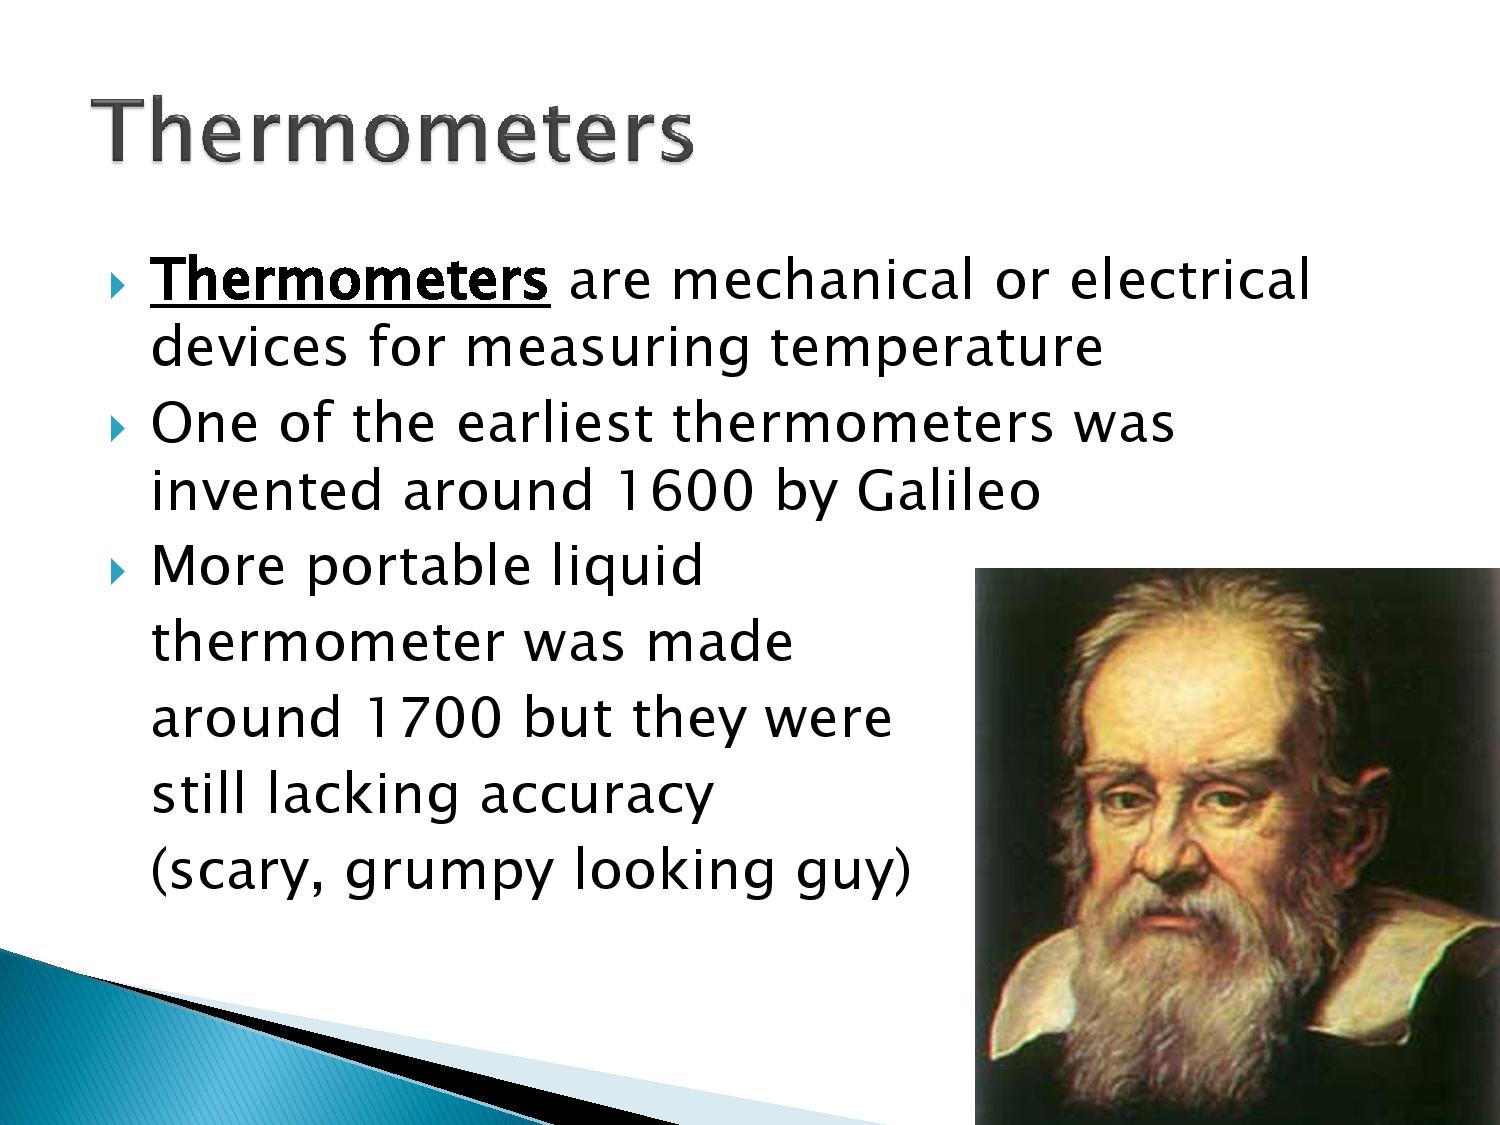 Thermometers
Thermometers are mechanical or electrical
devices for measuring temperature
One of the earliest thermometers was
invented around 1600 by Galileo
More portable liquid
thermometer was made
around 1700 but they were
still lacking accuracy
(scary, grumpy looking guy)